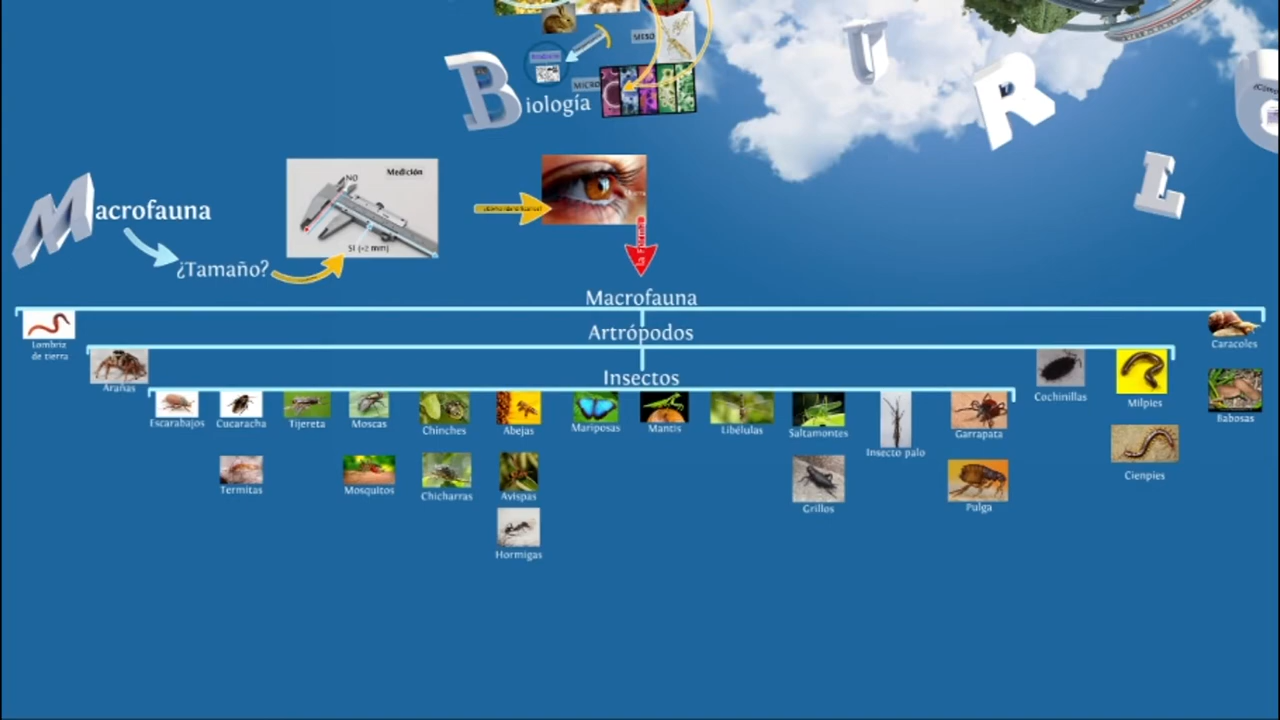 MESO
MICRO
Biología
U
R
L
Macrofauna
¿Tamaño?
NO
Medición
SI (>2 mm)
La Forma
Macrofauna
Artrópodos
Insectos
Lombriz
de tierra
Arañas
Escarabajos
Cucaracha
Tijereta
Moscas
Chinches
Abejas
Mariposas
Mantis
Libélulas
Saltamontes
Insecto palo
Garrapata
Cochinillas
Milpies
Caracoles
Termitas
Mosquitos
Chicharras
Avispas
Grillos
Pulga
Cienpies
Babosas
Hormigas